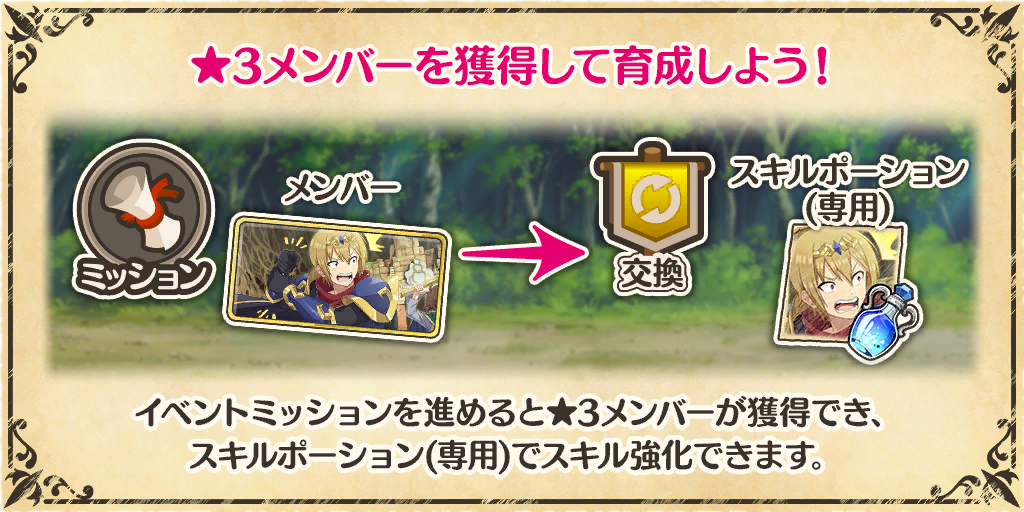 ★3メンバーを獲得して育成しよう！
ミッション
メンバー
交換
スキルポーション
(専用)
イベントミッションを進めると★3メンバーが獲得でき、
スキルポーション(専用)でスキル強化できます。